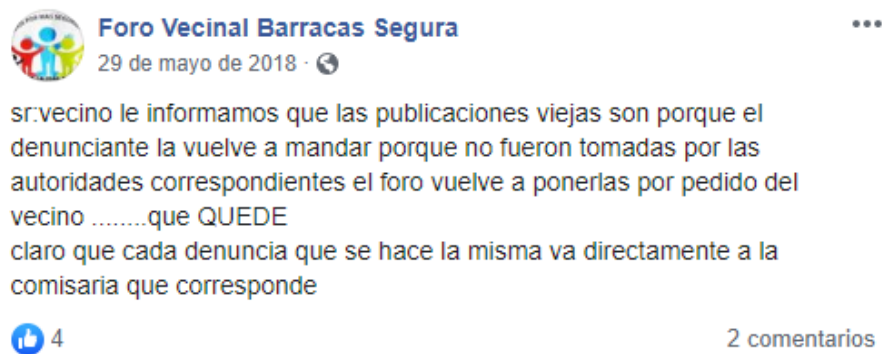 Foro Vecinal Barracas Segura
29 de mayo de 2018 ·
sr:vecino le informamos que las publicaciones viejas son porque el
denunciante la vuelve a mandar porque no fueron tomadas por las
autoridades correspondientes el foro vuelve a ponerlas por pedido del
vecino ........que QUEDE
claro que cada denuncia que se hace la misma va directamente a la
comisaria que corresponde
4
2 comentarios